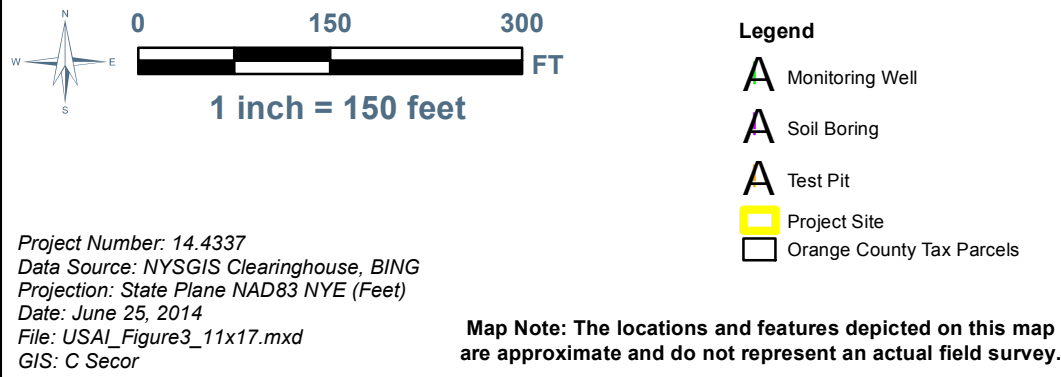 N
W E
S
0 150 300
FT
1 inch = 150 feet
Legend
A Monitoring Well
A Soil Boring
A Test Pit
Project Site
Orange County Tax Parcels
Project Number: 14.4337
Data Source: NYSGIS Clearinghouse, BING
Projection: State Plane NAD83 NYE (Feet)
Date: June 25, 2014
File: USAI_Figure3_11x17.mxd
GIS: C Secor
Map Note: The locations and features depicted on this map
are approximate and do not represent an actual field survey.